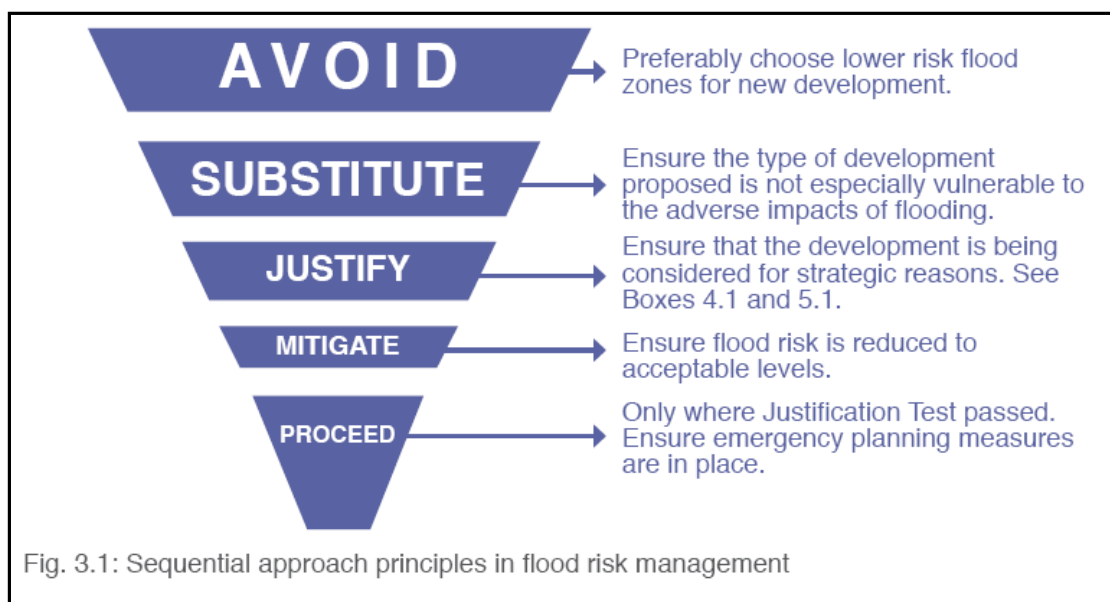 AVOID
Preferably choose lower risk flood
zones for new development.
SUBSTITUTE
Ensure the type of development
proposed is not especially vulnerable to
the adverse impacts of flooding.
JUSTIFY
Ensure that the development is being
considered for strategic reasons. See
Boxes 4.1 and 5.1.
MITIGATE
Ensure flood risk is reduced to
acceptable levels.
PROCEED
Only where Justification Test passed.
Ensure emergency planning measures
are in place.
Fig. 3.1: Sequential approach principles in flood risk management